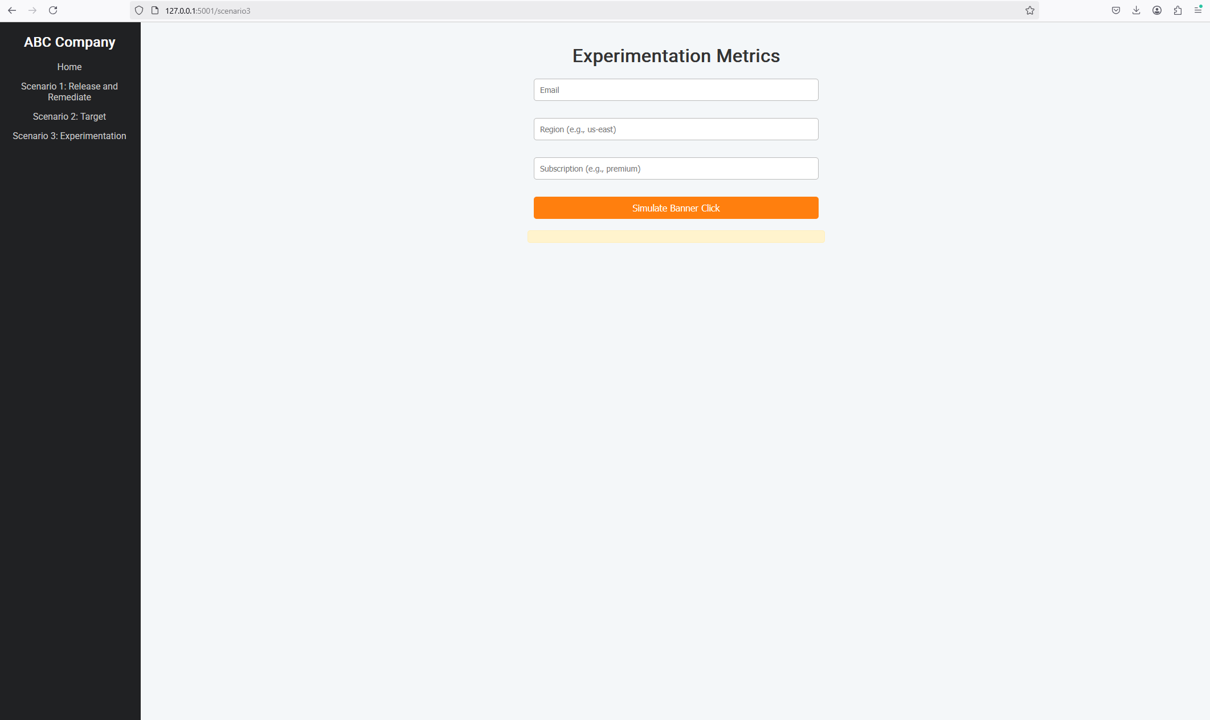 127.0.0.1:5001/scenario3
ABC Company
Home
Scenario 1: Release and
Remediate
Scenario 2: Target
Scenario 3: Experimentation
Experimentation Metrics
Email
Region (e.g., us-east)
Subscription (e.g., premium)
Simulate Banner Click